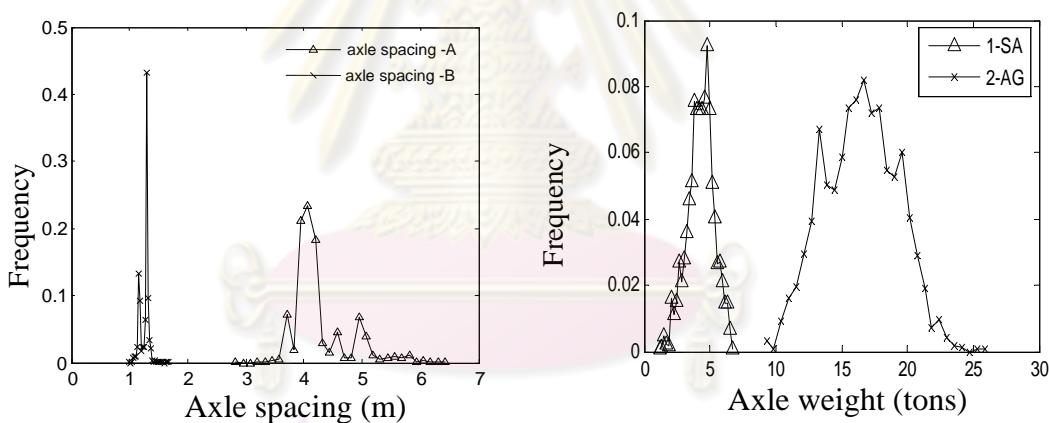 0.5
0.4
0.3
0.2
0.1
0
Frequency
axle spacing -A
axle spacing -B
0 1 2 3 4 5 6 7
Axle spacing (m)
0.1
0.08
0.06
0.04
0.02
0
Frequency
1-SA
2-AG
0 5 10 15 20 25 30
Axle weight (tons)